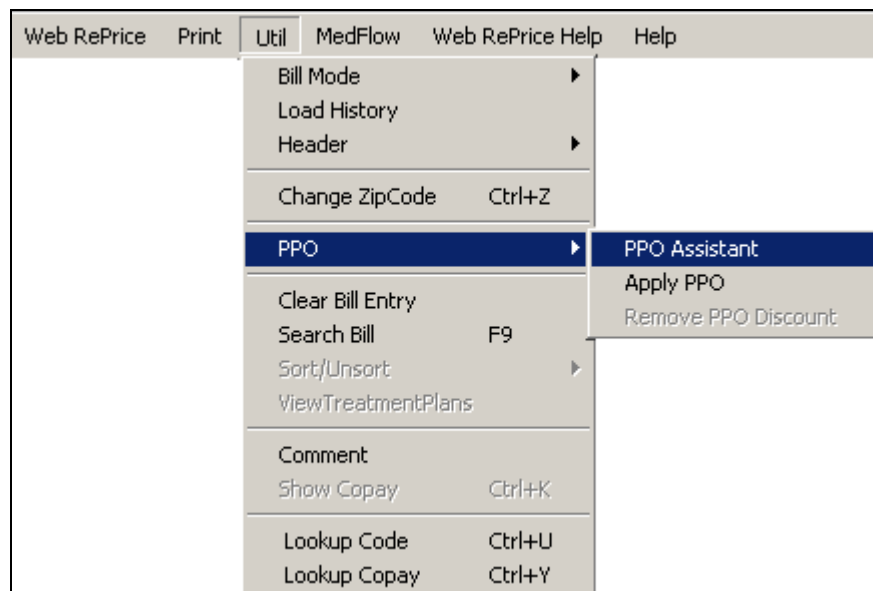 Web RePrice Print Util MedFlow Web RePrice Help Help
Bill Mode
Load History
Header
Change ZipCode Ctrl+Z
PPO PPO Assistant
Apply PPO
Remove PPO Discount
Clear Bill Entry
Search Bill F9
Sort/Unsort
ViewTreatmentPlans
Comment
Show Copay Ctrl+K
Lookup Code Ctrl+U
Lookup Copay Ctrl+Y